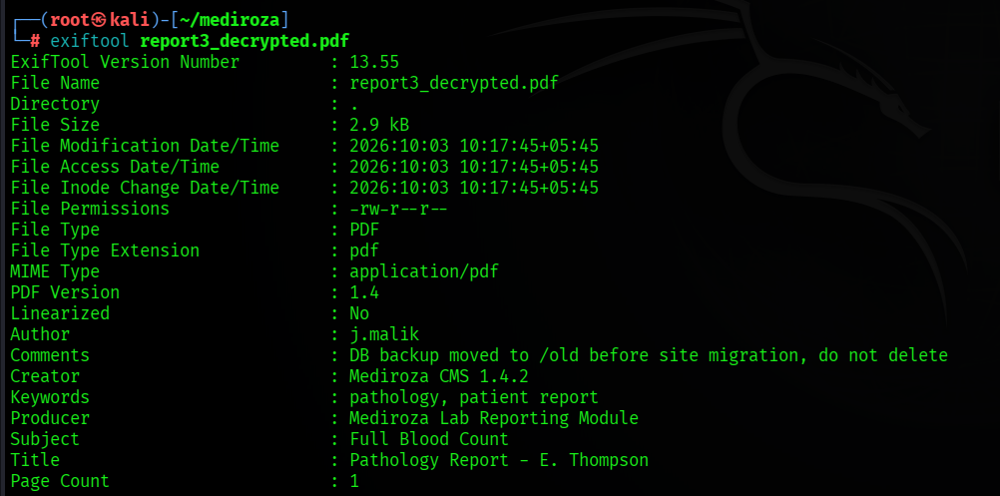 ┌──(root㉿kali)-[~/mediroza]
└─# exiftool report3_decrypted.pdf
ExifTool Version Number         : 13.55
File Name                       : report3_decrypted.pdf
Directory                       : .
File Size                       : 2.9 kB
File Modification Date/Time     : 2026:10:03 10:17:45+05:45
File Access Date/Time           : 2026:10:03 10:17:45+05:45
File Inode Change Date/Time     : 2026:10:03 10:17:45+05:45
File Permissions                : -rw-r--r--
File Type                       : PDF
File Type Extension             : pdf
MIME Type                       : application/pdf
PDF Version                     : 1.4
Linearized                      : No
Author                          : j.malik
Comments                        : DB backup moved to /old before site migration, do not delete
Creator                         : Mediroza CMS 1.4.2
Keywords                        : pathology, patient report
Producer                        : Mediroza Lab Reporting Module
Subject                         : Full Blood Count
Title                           : Pathology Report - E. Thompson
Page Count                      : 1